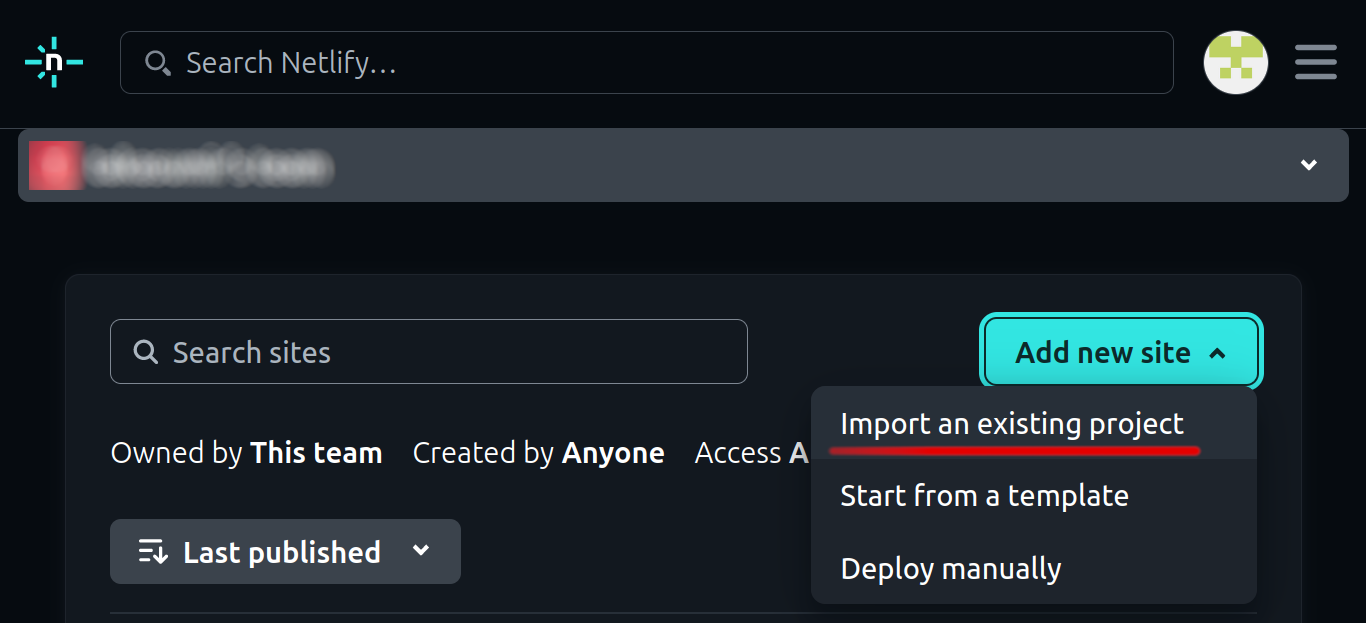 n
Search Netlify...
Search sites
Add new site
Import an existing project
Owned by This team Created by Anyone Access A
Start from a template
Last published
Deploy manually